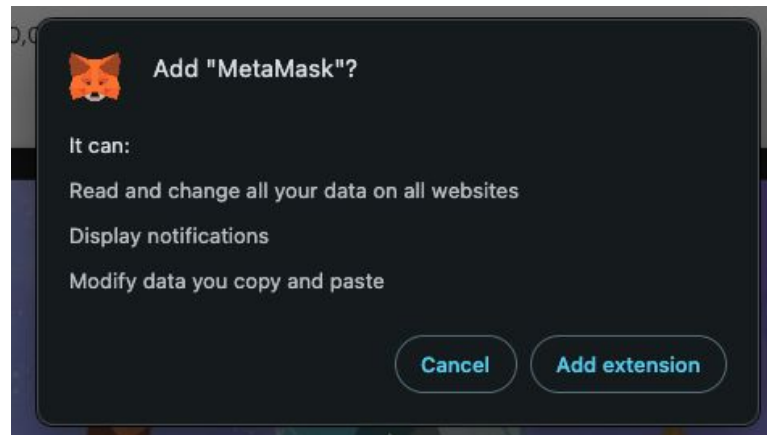 Add "MetaMask"?
It can:
Read and change all your data on all websites
Display notifications
Modify data you copy and paste
Cancel
Add extension